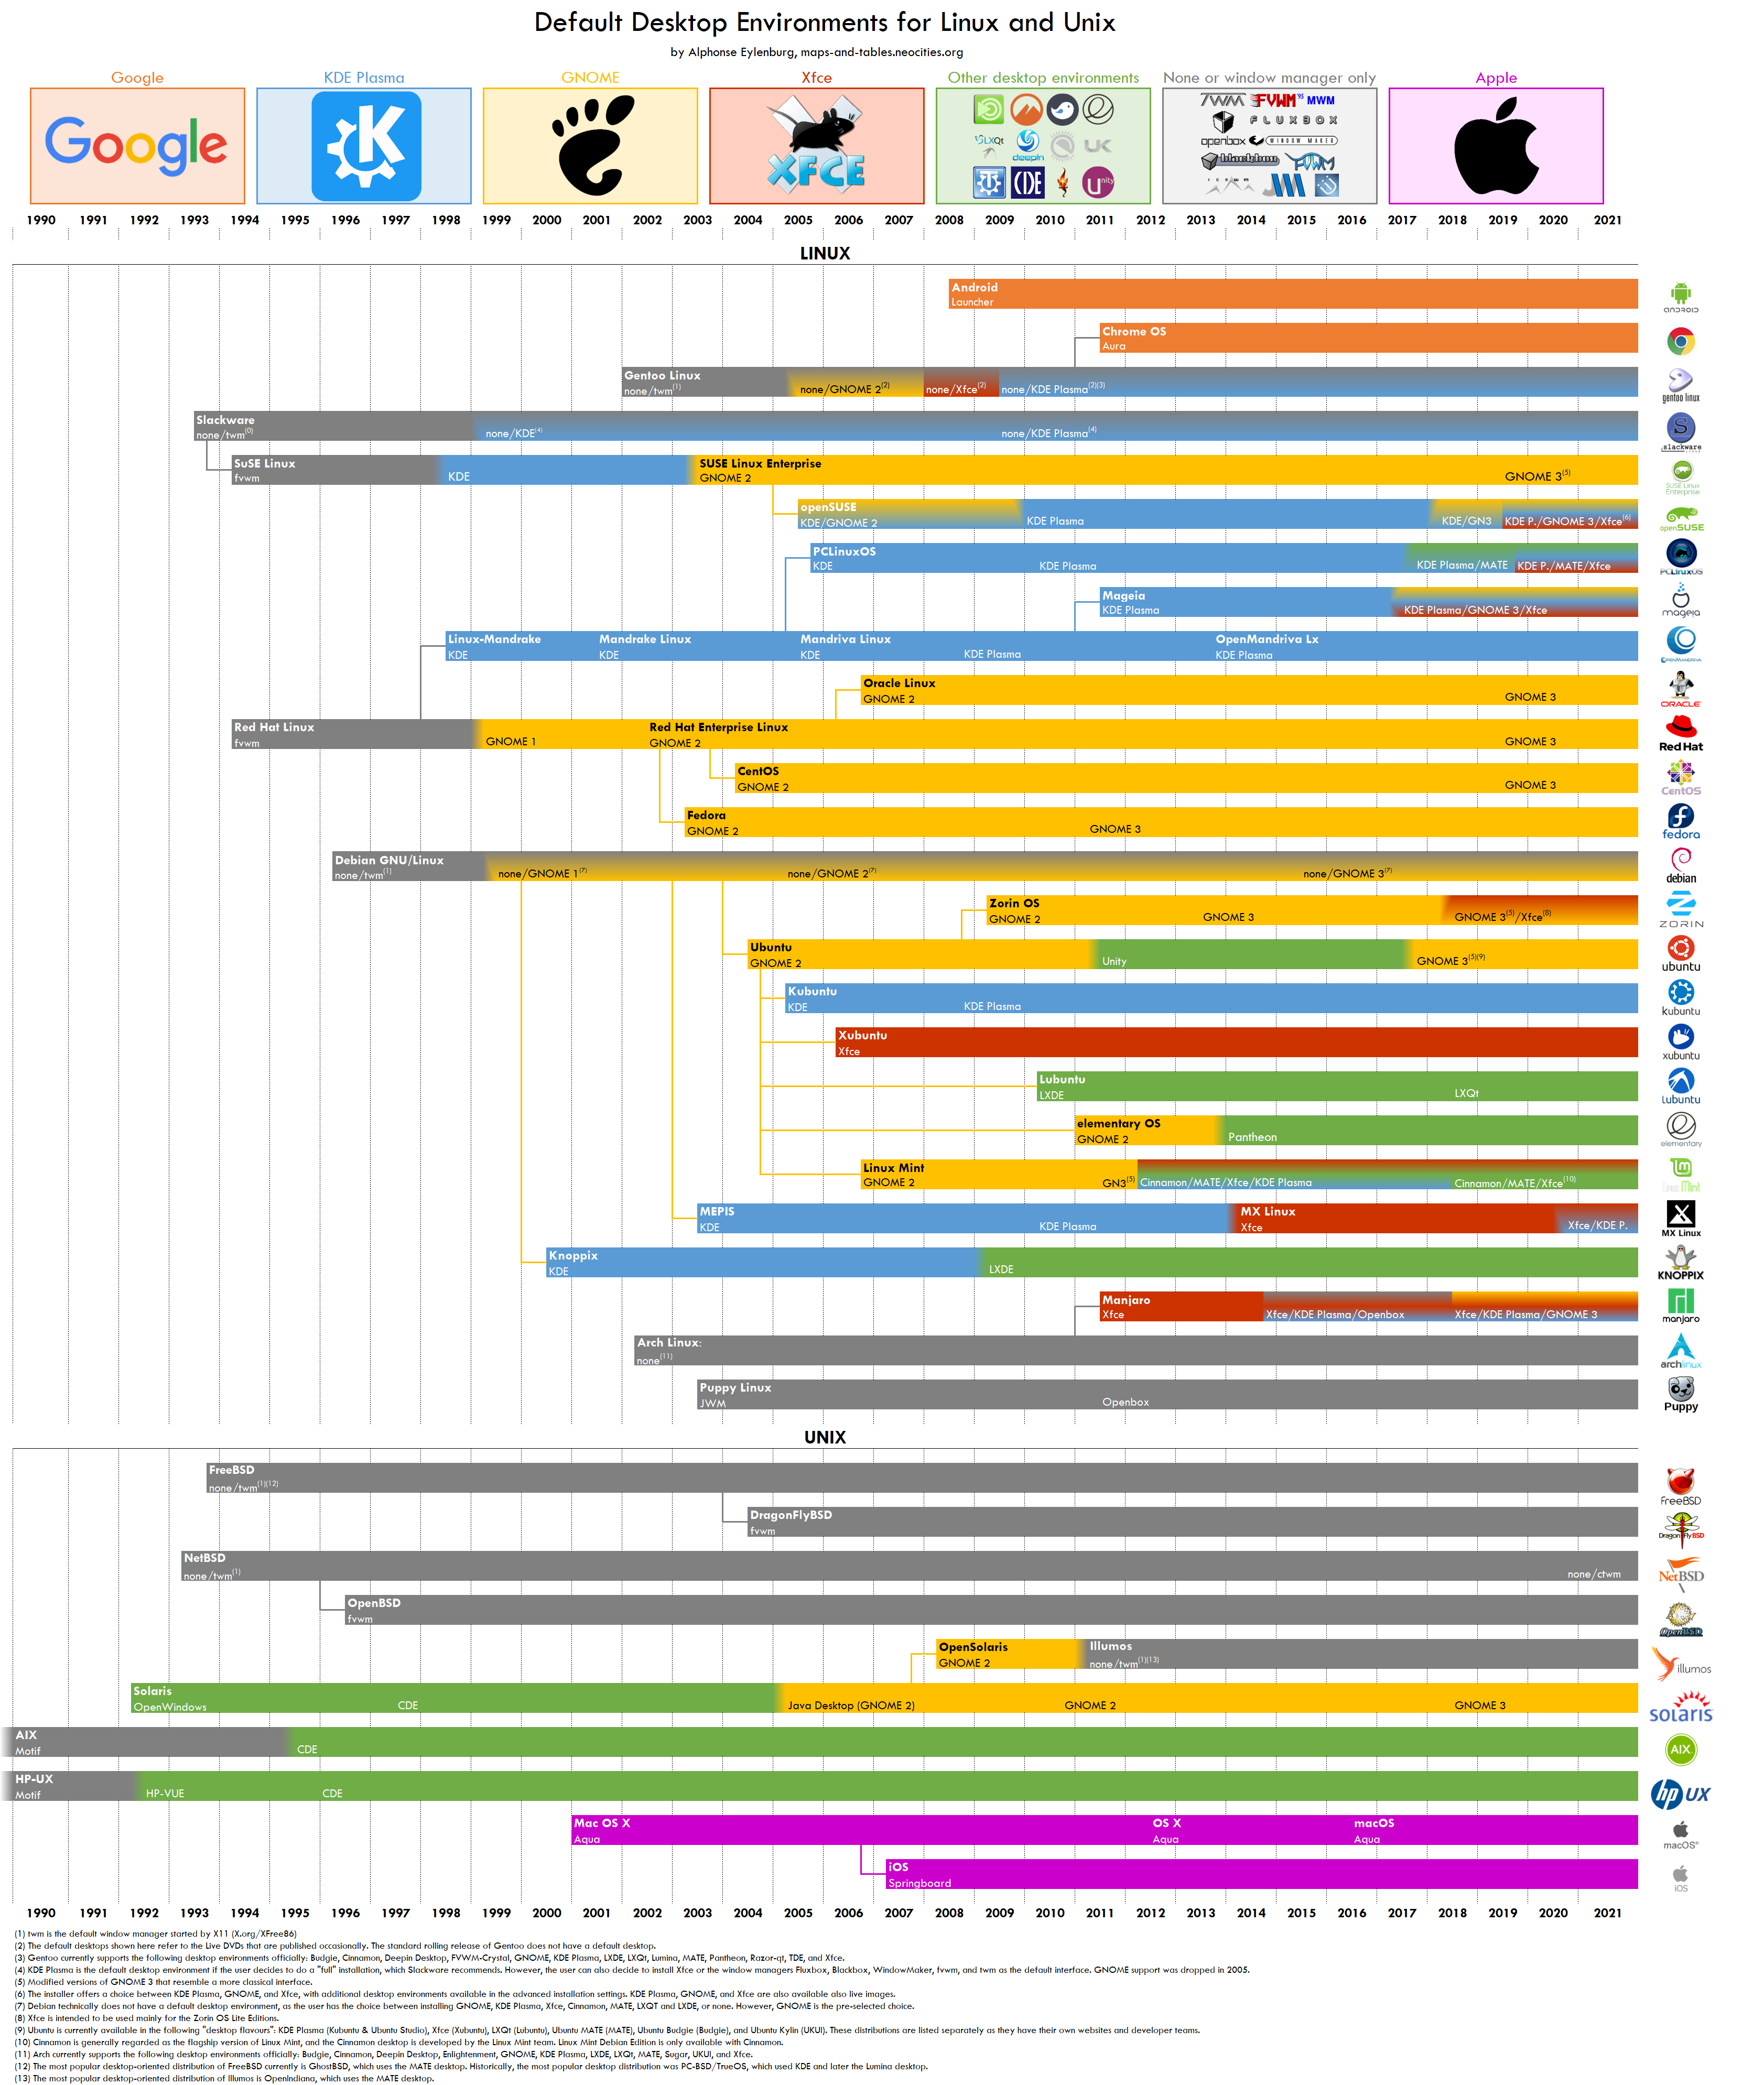 Default Desktop Environments for Linux and Unix
by Alphonse Eylenburg, maps-and-tables.neocities.org
Google KDE Plasma GNOME Xfce Other desktop environments None or window manager only Apple
Google XFCE LXQt deepin UK CDE Unity TWM FVWM95 MWM FLUXBOX openbox WINDOW MAKER blackbox FVWM ICEWM
1990 1991 1992 1993 1994 1995 1996 1997 1998 1999 2000 2001 2002 2003 2004 2005 2006 2007 2008 2009 2010 2011 2012 2013 2014 2015 2016 2017 2018 2019 2020 2021
LINUX
Android
Launcher
android
Chrome OS
Aura
Gentoo Linux
none/twm(1) none/GNOME 2(2) none/Xfce(2) none/KDE Plasma(2)(3)
gentoo linux
Slackware
none/twm(0) none/KDE(4) none/KDE Plasma(4)
slackware
SuSE Linux SUSE Linux Enterprise
fvwm KDE GNOME 2 GNOME 3(5)
SUSE Linux
Enterprise
openSUSE
KDE/GNOME 2 KDE Plasma KDE/GN3 KDE P./GNOME 3/Xfce(6)
openSUSE
PCLinuxOS
KDE KDE Plasma KDE Plasma/MATE KDE P./MATE/Xfce
PCLinuxOS
Mageia
KDE Plasma KDE Plasma/GNOME 3/Xfce
mageia
Linux-Mandrake Mandrake Linux Mandriva Linux OpenMandriva Lx
KDE KDE KDE KDE Plasma KDE Plasma
OPENMANDRIVA
Oracle Linux
GNOME 2 GNOME 3
ORACLE
Red Hat Linux Red Hat Enterprise Linux
fvwm GNOME 1 GNOME 2 GNOME 3
Red Hat
CentOS
GNOME 2 GNOME 3
CentOS
Fedora
GNOME 2 GNOME 3
fedora
Debian GNU/Linux
none/twm(1) none/GNOME 1(7) none/GNOME 2(7) none/GNOME 3(7)
debian
Zorin OS
GNOME 2 GNOME 3 GNOME 3(5)/Xfce(8)
ZORIN
Ubuntu
GNOME 2 Unity GNOME 3(5)(9)
ubuntu
Kubuntu
KDE KDE Plasma
kubuntu
Xubuntu
Xfce
xubuntu
Lubuntu
LXDE LXQt
Lubuntu
elementary OS
GNOME 2 Pantheon
elementary
Linux Mint
GNOME 2 GN3(5) Cinnamon/MATE/Xfce/KDE Plasma Cinnamon/MATE/Xfce(10)
Linux Mint
MEPIS MX Linux
KDE KDE Plasma Xfce Xfce/KDE P.
MX Linux
Knoppix
KDE LXDE
KNOPPIX
Manjaro
Xfce Xfce/KDE Plasma/Openbox Xfce/KDE Plasma/GNOME 3
manjaro
Arch Linux:
none(11)
archlinux
Puppy Linux
JWM Openbox
Puppy
UNIX
FreeBSD
none/twm(1)(12)
FreeBSD
DragonFlyBSD
fvwm
DragonFlyBSD
NetBSD
none/twm(1) none/ctwm
NetBSD
OpenBSD
fvwm
OpenBSD
OpenSolaris Illumos
GNOME 2 none/twm(1)(13)
illumos
Solaris
OpenWindows CDE Java Desktop (GNOME 2) GNOME 2 GNOME 3
solaris
AIX
Motif CDE
AIX
HP-UX
Motif HP-VUE CDE
hp UX
Mac OS X OS X macOS
Aqua Aqua Aqua
macOS
iOS
Springboard
iOS
1990 1991 1992 1993 1994 1995 1996 1997 1998 1999 2000 2001 2002 2003 2004 2005 2006 2007 2008 2009 2010 2011 2012 2013 2014 2015 2016 2017 2018 2019 2020 2021
(1) twm is the default window manager started by X11 (X.org/XFree86)
(2) The default desktops shown here refer to the Live DVDs that are published occasionally. The standard rolling release of Gentoo does not have a default desktop.
(3) Gentoo currently supports the following desktop environments officially: Budgie, Cinnamon, Deepin Desktop, FVWM-Crystal, GNOME, KDE Plasma, LXDE, LXQt, Lumina, MATE, Pantheon, Razor-qt, TDE, and Xfce.
(4) KDE Plasma is the default desktop environment if the user decides to do a "full" installation, which Slackware recommends. However, the user can also decide to install Xfce or the window managers Fluxbox, Blackbox, WindowMaker, fvwm, and twm as the default interface. GNOME support was dropped in 2005.
(5) Modified versions of GNOME 3 that resemble a more classical interface.
(6) The installer offers a choice between KDE Plasma, GNOME, and Xfce, with additional desktop environments available in the advanced installation settings. KDE Plasma, GNOME, and Xfce are also available also live images.
(7) Debian technically does not have a default desktop environment, as the user has the choice between installing GNOME, KDE Plasma, Xfce, Cinnamon, MATE, LXQT and LXDE, or none. However, GNOME is the pre-selected choice.
(8) Xfce is intended to be used mainly for the Zorin OS Lite Editions.
(9) Ubuntu is currently available in the following "desktop flavours": KDE Plasma (Kubuntu & Ubuntu Studio), Xfce (Xubuntu), LXQt (Lubuntu), Ubuntu MATE (MATE), Ubuntu Budgie (Budgie), and Ubuntu Kylin (UKUI). These distributions are listed separately as they have their own websites and developer teams.
(10) Cinnamon is generally regarded as the flagship version of Linux Mint, and the Cinnamon desktop is developed by the Linux Mint team. Linux Mint Debian Edition is only available with Cinnamon.
(11) Arch currently supports the following desktop environments officially: Budgie, Cinnamon, Deepin Desktop, Enlightenment, GNOME, KDE Plasma, LXDE, LXQt, MATE, Sugar, UKUI, and Xfce.
(12) The most popular desktop-oriented distribution of FreeBSD currently is GhostBSD, which uses the MATE desktop. Historically, the most popular desktop distribution was PC-BSD/TrueOS, which used KDE and later the Lumina desktop.
(13) The most popular desktop-oriented distribution of Illumos is OpenIndiana, which uses the MATE desktop.